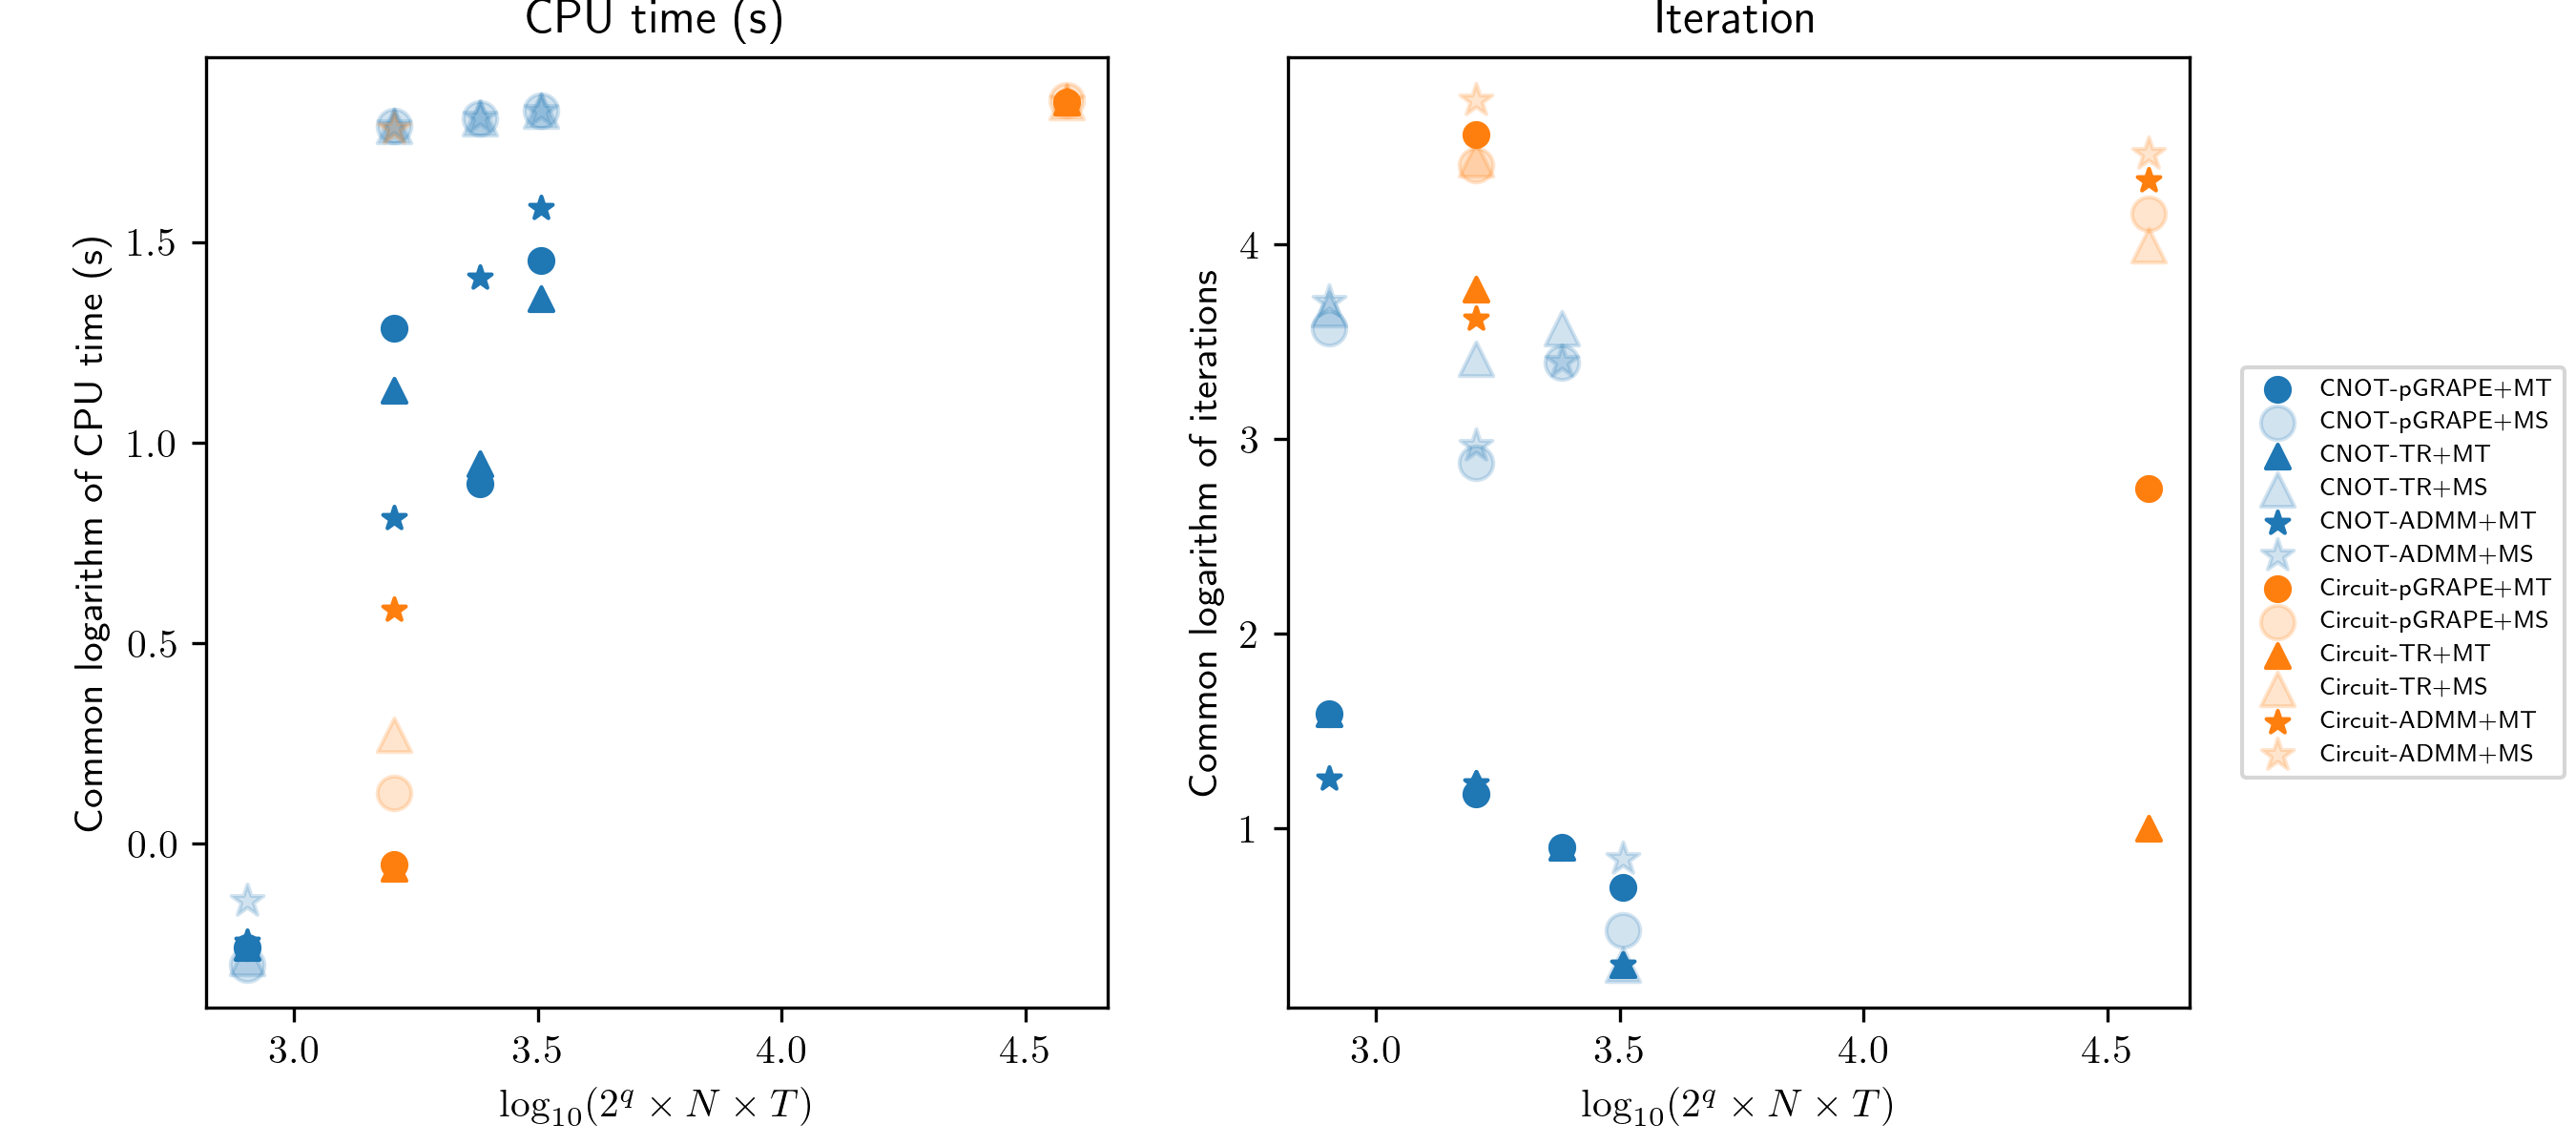 CPU time (s)
Common logarithm of CPU time (s)
1.5
1.0
0.5
0.0
3.0 3.5 4.0 4.5
log₁₀(2^q × N × T)
Iteration
Common logarithm of iterations
4
3
2
1
3.0 3.5 4.0 4.5
log₁₀(2^q × N × T)
CNOT-pGRAPE+MT
CNOT-pGRAPE+MS
CNOT-TR+MT
CNOT-TR+MS
CNOT-ADMM+MT
CNOT-ADMM+MS
Circuit-pGRAPE+MT
Circuit-pGRAPE+MS
Circuit-TR+MT
Circuit-TR+MS
Circuit-ADMM+MT
Circuit-ADMM+MS